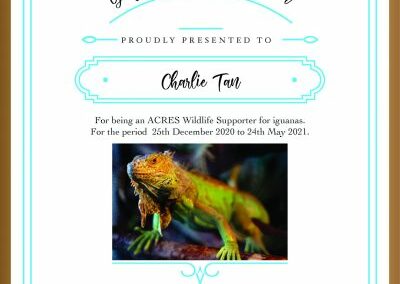 PROUDLY PRESENTED TO
Charlie Tan
For being an ACRES Wildlife Supporter for iguanas.
For the period 25th December 2020 to 24th May 2021.